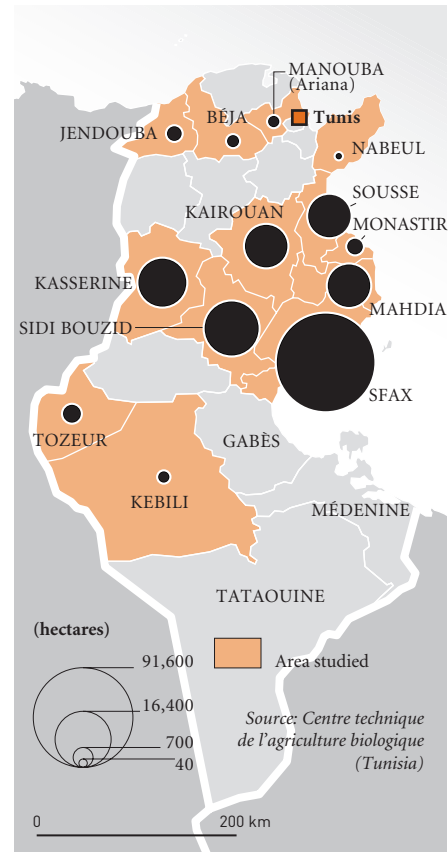 MANOUBA
(Ariana)
Tunis
JENDOUBA
BÉJA
NABEUL
SOUSSE
KAIROUAN
MONASTIR
KASSERINE
MAHDIA
SIDI BOUZID
SFAX
TOZEUR
GABÈS
KEBILI
MÉDENINE
TATAOUINE
(hectares)
91,600
16,400
700
40
Area studied
Source: Centre technique
de l'agriculture biologique
(Tunisia)
0 200 km